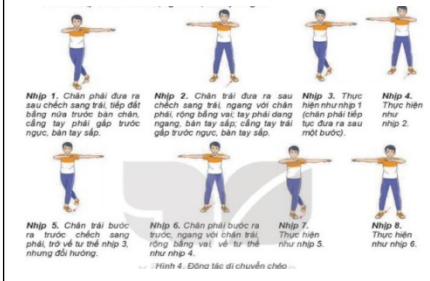 Nhịp 1. Chân phải đưa ra
sau chếch sang trái, tiếp đất
bằng nửa trước bàn chân,
cẳng tay phải gấp trước
ngực, bàn tay sấp.
Nhịp 2. Chân trái đưa ra sau
chếch sang trái, ngang với chân
phải, rộng bằng vai; tay phải dang
ngang, bàn tay sấp; cẳng tay trái
gấp trước ngực, bàn tay sấp.
Nhịp 3. Thực
hiện như nhịp 1
(chân phải tiếp
tục đưa ra sau
một bước).
Nhịp 4.
Thực hiện
như
nhịp 2.
Nhịp 5. Chân trái bước
ra trước chếch sang
phải, trở về tư thế nhịp 3,
nhưng đổi hướng.
Nhịp 6. Chân phải bước ra
trước, ngang với chân trái,
rộng bằng vai, về tư thế
như nhịp 4.
Nhịp 7.
Thực hiện
như nhịp 5.
Nhịp 8.
Thực hiện
như nhịp 6.
Hình 4. Động tác di chuyển chéo